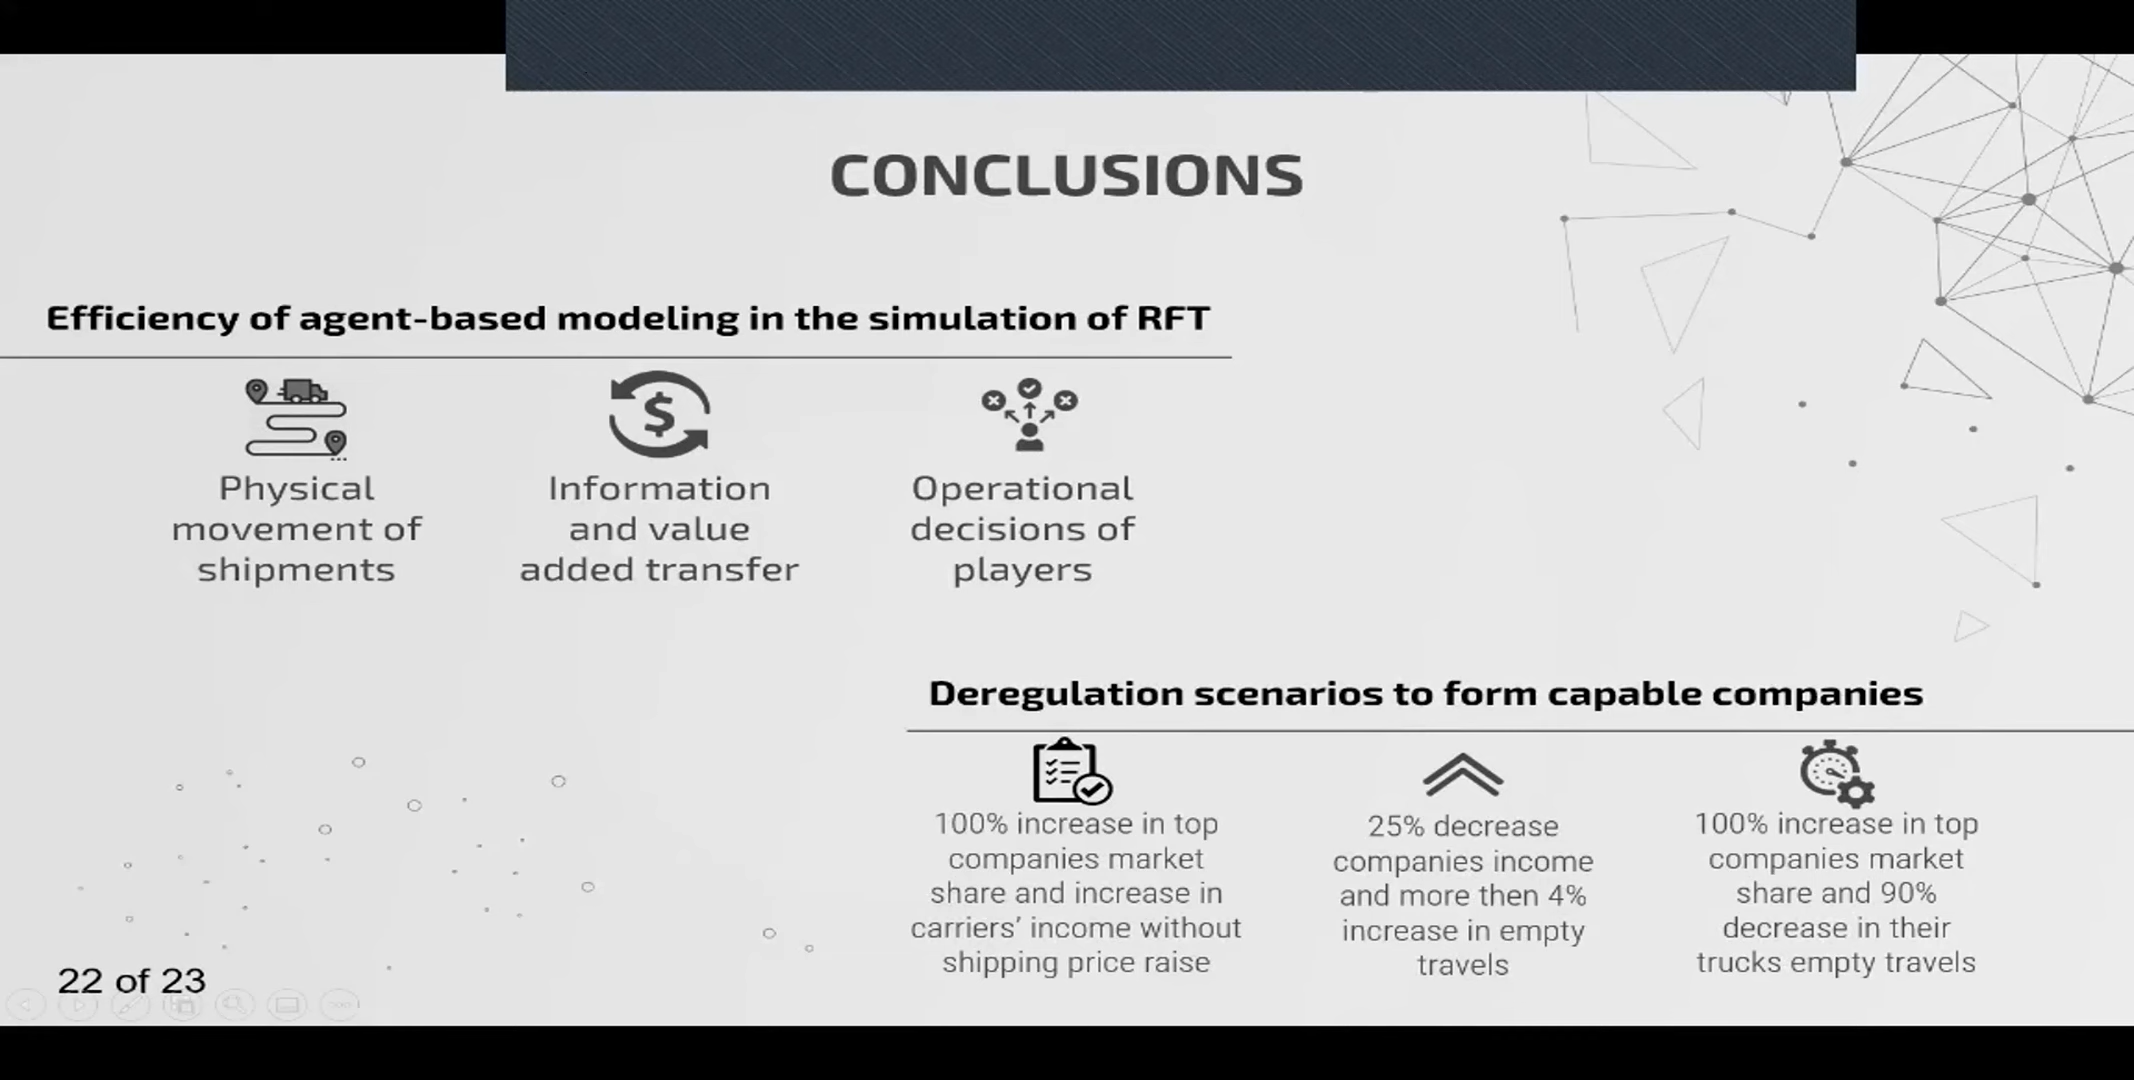 CONCLUSIONS
Efficiency of agent-based modeling in the simulation of RFT
Physical
movement of
shipments
Information
and value
added transfer
Operational
decisions of
players
Deregulation scenarios to form capable companies
100% increase in top
companies market
share and increase in
carriers’ income without
shipping price raise
25% decrease
companies income
and more then 4%
increase in empty
travels
100% increase in top
companies market
share and 90%
decrease in their
trucks empty travels
22 of 23